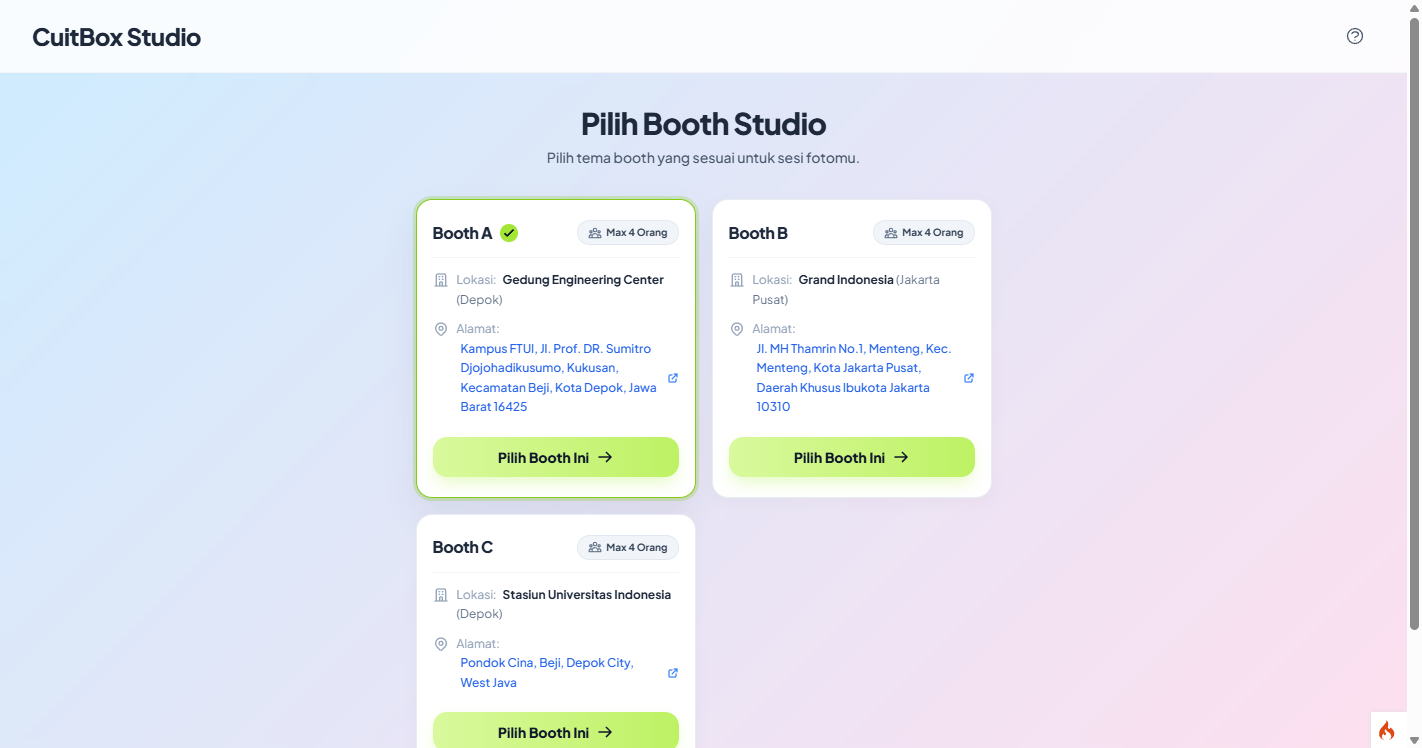 CuitBox Studio
Pilih Booth Studio
Pilih tema booth yang sesuai untuk sesi fotomu.
Booth A
Max 4 Orang
Lokasi: Gedung Engineering Center
(Depok)
Alamat:
Kampus FTUI, Jl. Prof. DR. Sumitro
Djojohadikusumo, Kukusan,
Kecamatan Beji, Kota Depok, Jawa
Barat 16425
Pilih Booth Ini
Booth B
Max 4 Orang
Lokasi: Grand Indonesia (Jakarta
Pusat)
Alamat:
Jl. MH Thamrin No.1, Menteng, Kec.
Menteng, Kota Jakarta Pusat,
Daerah Khusus Ibukota Jakarta
10310
Pilih Booth Ini
Booth C
Max 4 Orang
Lokasi: Stasiun Universitas Indonesia
(Depok)
Alamat:
Pondok Cina, Beji, Depok City,
West Java
Pilih Booth Ini